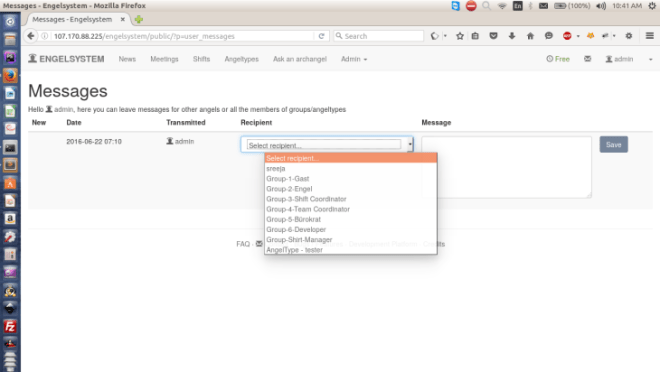 Messages - Engelsystem - Mozilla Firefox
En
(100%)
10:41 AM
Messages - Engelsystem
107.170.88.225/engelsystem/public/?p=user_messages
Search
ENGELSYSTEM News Meetings Shifts Angeltypes Ask an archangel Admin
Free
admin
Messages
Hello admin, here you can leave messages for other angels or all the members of groups/angeltypes
New Date Transmitted Recipient Message
2016-06-22 07:10 admin Select recipient... Save
Select recipient...
sreeja
Group-1-Gast
Group-2-Engel
Group-3-Shift Coordinator
Group-4-Team Coordinator
Group-5-Bürokrat
Group-6-Developer
Group-Shirt-Manager
AngelType - tester
FAQ